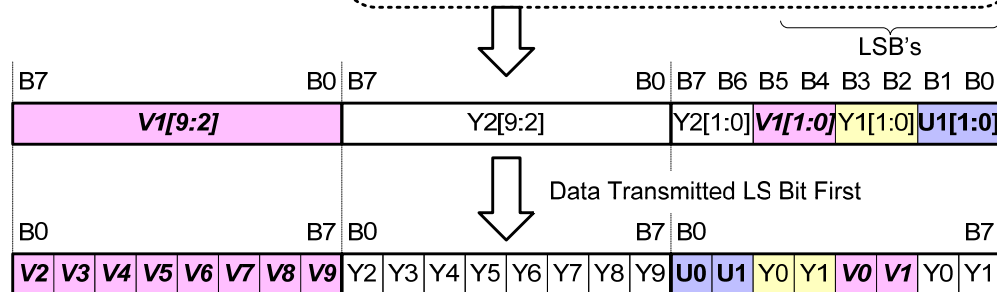 LSB's
B7 B0 B7 B0 B7 B6 B5 B4 B3 B2 B1 B0
V1[9:2] Y2[9:2] Y2[1:0] V1[1:0] Y1[1:0] U1[1:0]
Data Transmitted LS Bit First
B0 B7 B0 B7 B0 B7
V2 V3 V4 V5 V6 V7 V8 V9 Y2 Y3 Y4 Y5 Y6 Y7 Y8 Y9 U0 U1 Y0 Y1 V0 V1 Y0 Y1